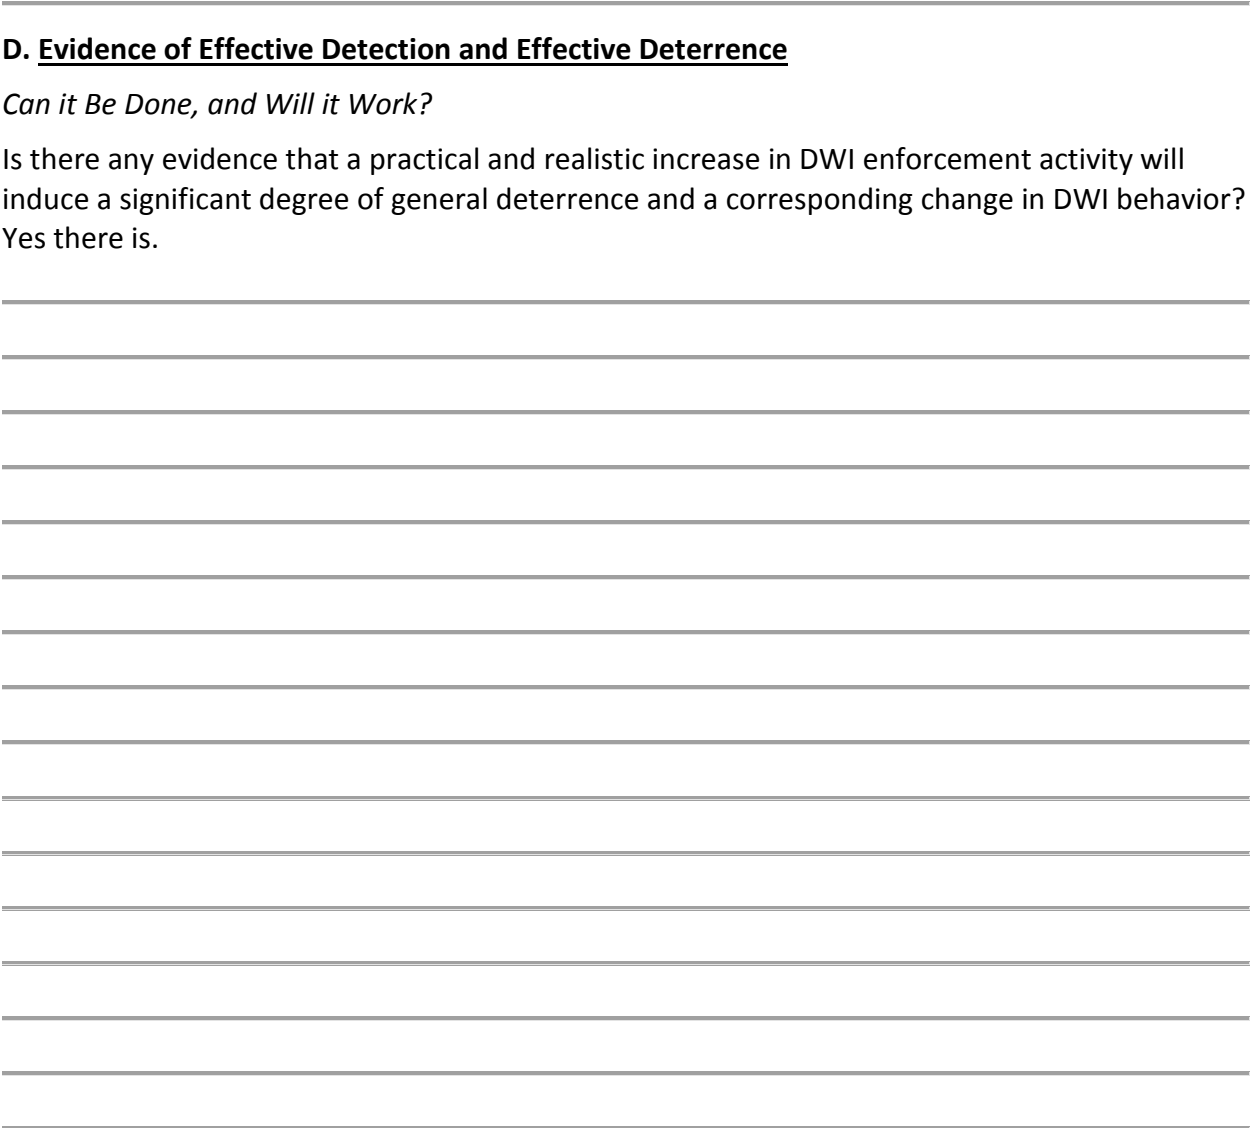 D. Evidence of Effective Detection and Effective Deterrence
Can it Be Done, and Will it Work?
Is there any evidence that a practical and realistic increase in DWI enforcement activity will
induce a significant degree of general deterrence and a corresponding change in DWI behavior?
Yes there is.